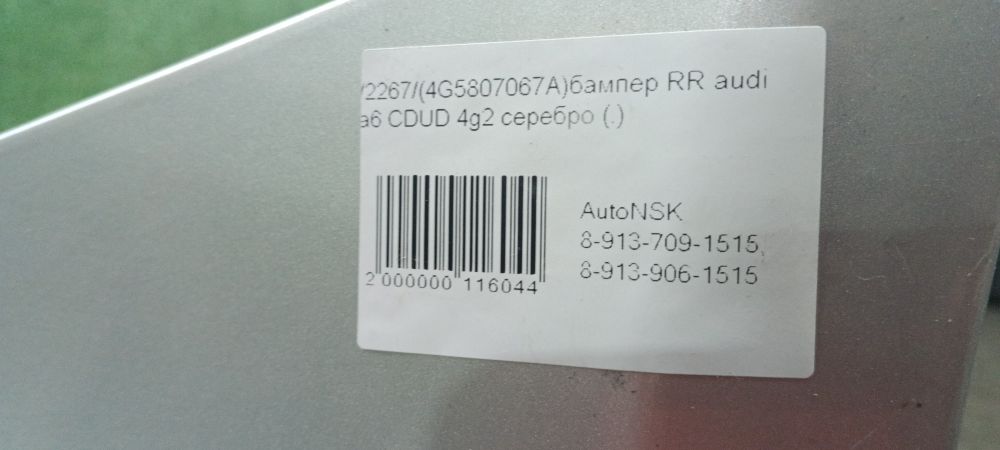 /2267/(4G5807067A)бампер RR audi
a6 CDUD 4g2 серебро (.)
2 000000 116044
AutoNSK
8-913-709-1515,
8-913-906-1515